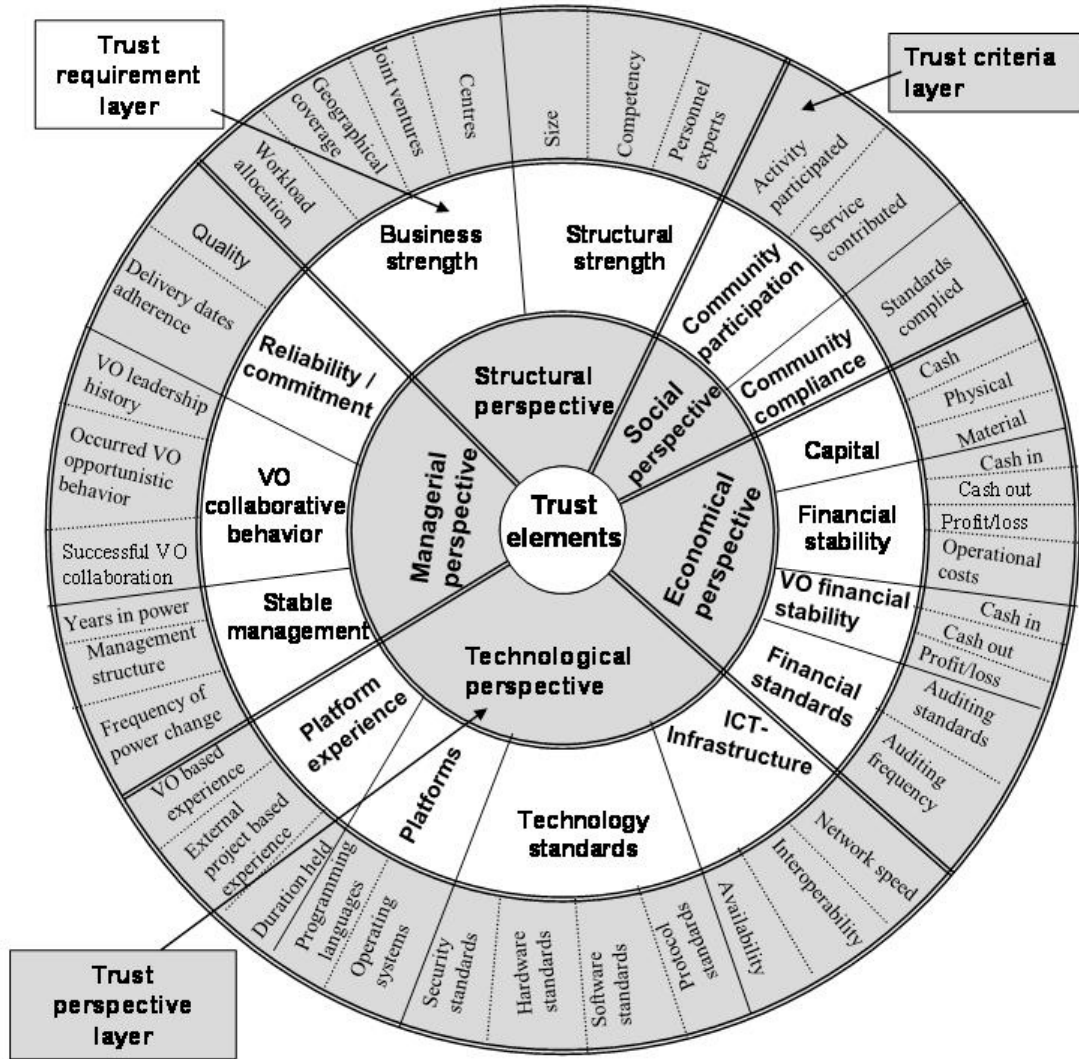 Trust
requirement
layer
Trust criteria
layer
Trust
perspective
layer
Trust
elements
Structural
perspective
Social
perspective
Economical
perspective
Technological
perspective
Managerial
perspective
Business
strength
Structural
strength
Community
participation
Community
compliance
Capital
Financial
stability
VO financial
stability
Financial
standards
ICT-
Infrastructure
Technology
standards
Platforms
Platform
experience
Stable
management
VO
collaborative
behavior
Reliability /
commitment
Workload
allocation
Geographical
coverage
Joint ventures
Centres
Size
Competency
Personnel
experts
Activity
participated
Service
contributed
Standards
complied
Cash
Physical
Material
Cash in
Cash out
Profit/loss
Operational
costs
Cash in
Cash out
Profit/loss
Auditing
standards
Auditing
frequency
Network speed
Interoperability
Availability
Protocol
standards
Software
standards
Hardware
standards
Security
standards
Operating
systems
Programming
languages
Duration held
External
project based
experience
VO based
experience
Frequency of
power change
Management
structure
Years in power
Successful VO
collaboration
Occurred VO
opportunistic
behavior
VO leadership
history
Delivery dates
adherence
Quality